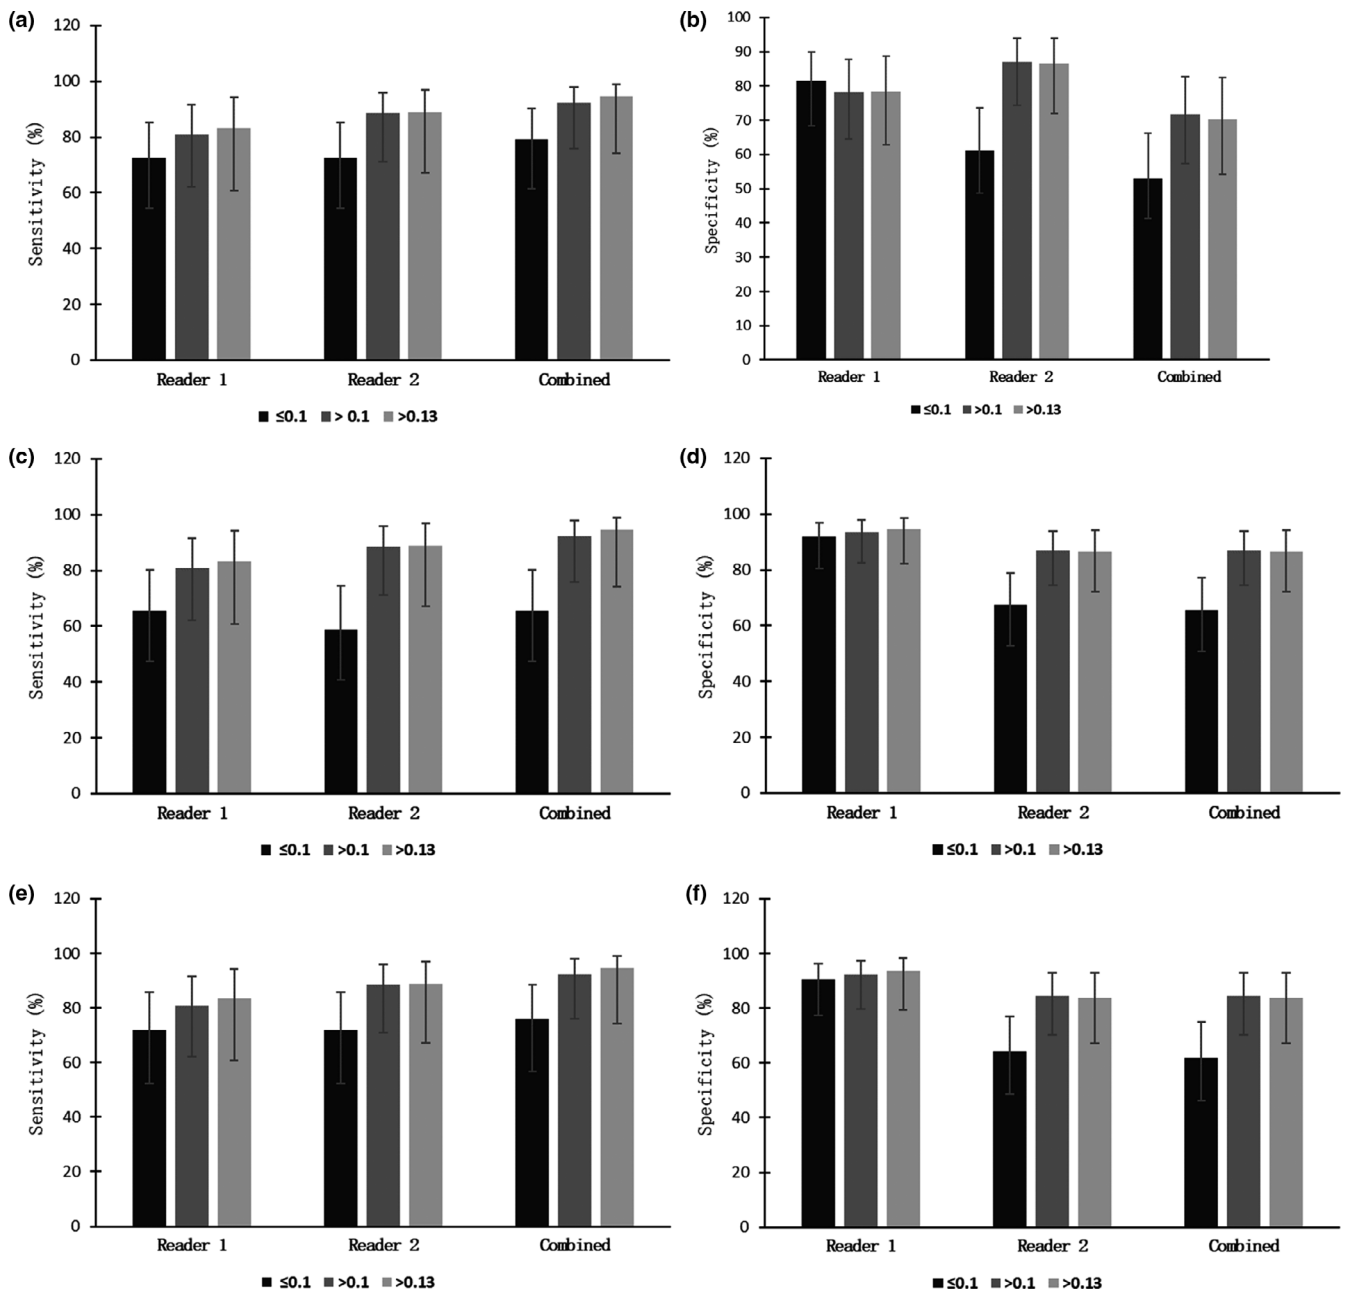 (a)
120
100
80
60
40
20
0
Sensitivity (%)
Reader 1 Reader 2 Combined
≤0.1 > 0.1 >0.13
(b)
100
90
80
70
60
50
40
30
20
10
0
Specificity (%)
Reader 1 Reader 2 Combined
≤0.1 >0.1 >0.13
(c)
120
100
80
60
40
20
0
Sensitivity (%)
Reader 1 Reader 2 Combined
≤0.1 >0.1 >0.13
(d)
120
100
80
60
40
20
0
Specificity (%)
Reader 1 Reader 2 Combined
≤0.1 >0.1 >0.13
(e)
120
100
80
60
40
20
0
Sensitivity (%)
Reader 1 Reader 2 Combined
≤0.1 >0.1 >0.13
(f)
120
100
80
60
40
20
0
Specificity (%)
Reader 1 Reader 2 Combined
≤0.1 >0.1 >0.13